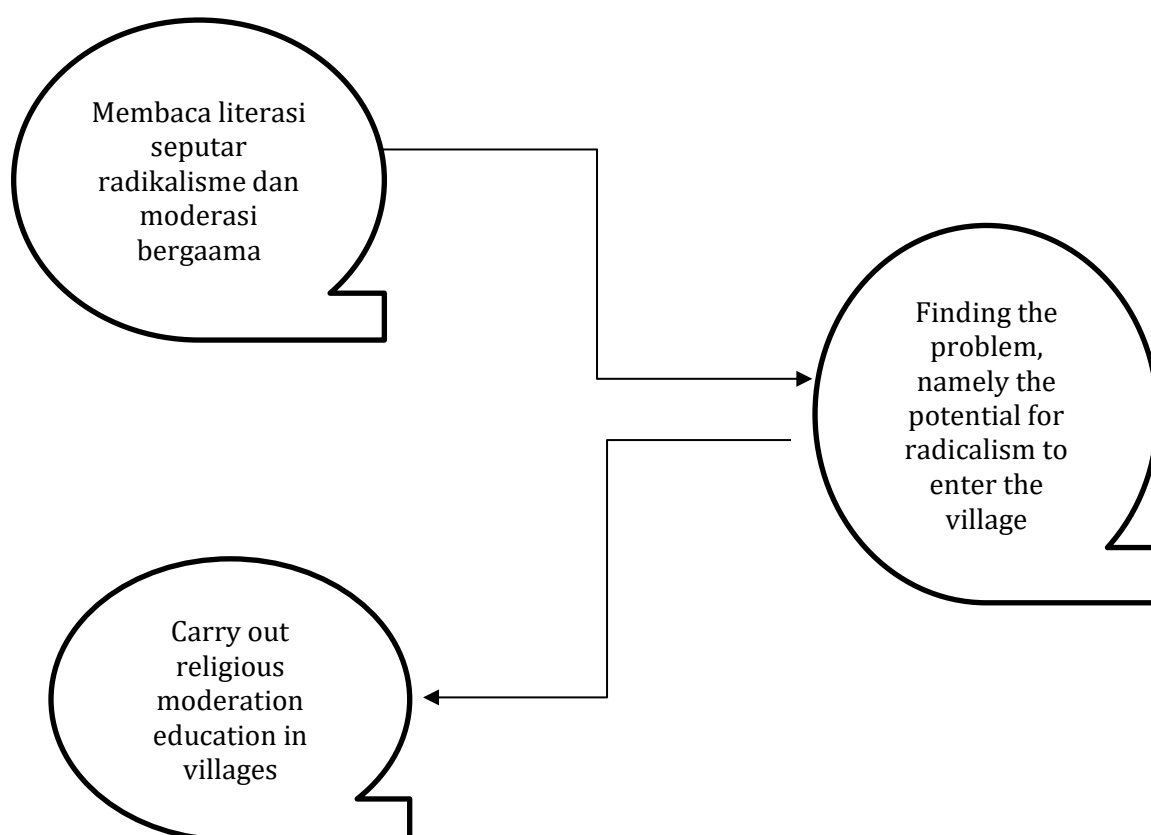 Membaca literasi
seputar
radikalisme dan
moderasi
bergaama
Finding the
problem,
namely the
potential for
radicalism to
enter the
village
Carry out
religious
moderation
education in
villages